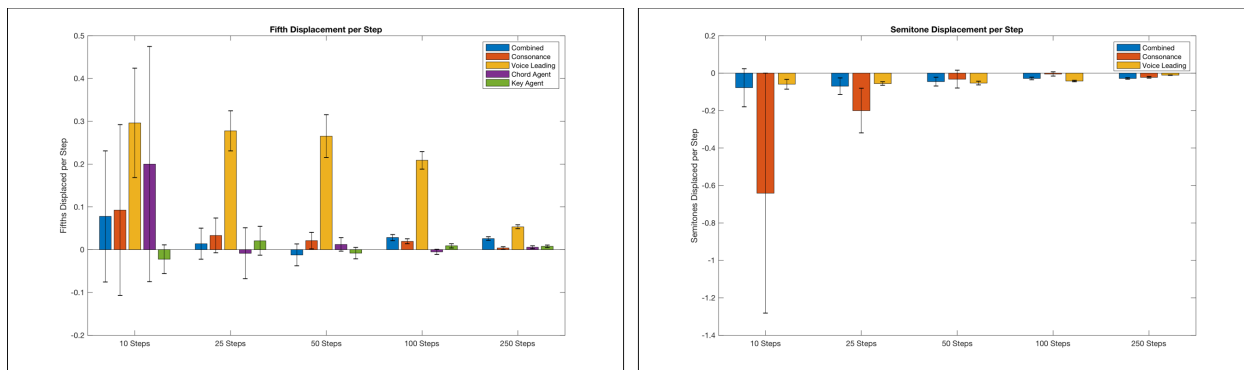 Fifth Displacement per Step
Fifths Displaced per Step
0.5
0.4
0.3
0.2
0.1
0
-0.1
-0.2
10 Steps
25 Steps
50 Steps
100 Steps
250 Steps
Combined
Consonance
Voice Leading
Chord Agent
Key Agent
Semitone Displacement per Step
Semitones Displaced per Step
0.2
0
-0.2
-0.4
-0.6
-0.8
-1
-1.2
-1.4
10 Steps
25 Steps
50 Steps
100 Steps
250 Steps
Combined
Consonance
Voice Leading